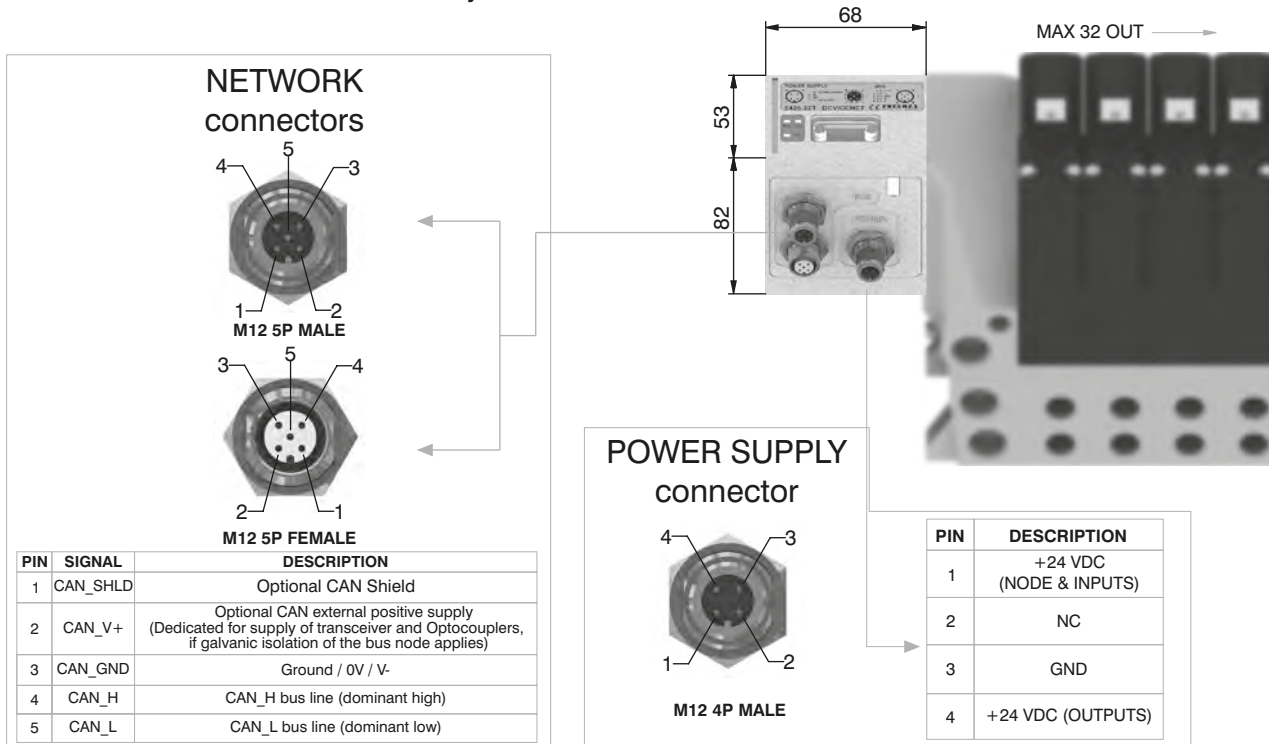 68
MAX 32 OUT
53
82
POWER SUPPLY
NETWORK
connectors
5
4
3
1
2
M12 5P MALE
5
3
4
2
1
M12 5P FEMALE
PIN SIGNAL DESCRIPTION
1 CAN_SHLD Optional CAN Shield
2 CAN_V+ Optional CAN external positive supply
(Dedicated for supply of transceiver and Optocouplers,
if galvanic isolation of the bus node applies)
3 CAN_GND Ground / 0V / V-
4 CAN_H CAN_H bus line (dominant high)
5 CAN_L CAN_L bus line (dominant low)
POWER SUPPLY
connector
4
3
1
2
M12 4P MALE
PIN DESCRIPTION
1 +24 VDC
(NODE & INPUTS)
2 NC
3 GND
4 +24 VDC (OUTPUTS)